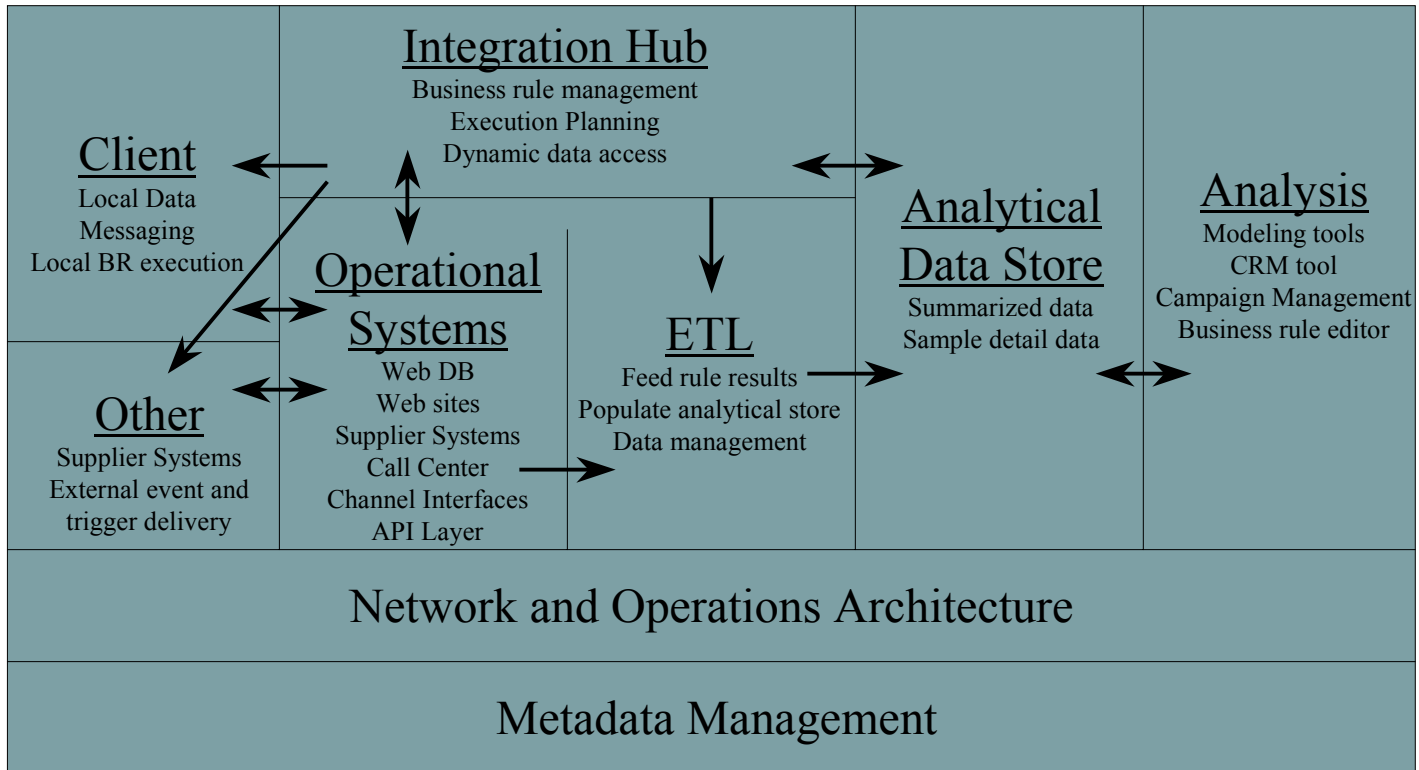 Integration Hub
Business rule management
Execution Planning
Dynamic data access
Client
Local Data
Messaging
Local BR execution
Other
Supplier Systems
External event and
trigger delivery
Operational
Systems
Web DB
Web sites
Supplier Systems
Call Center
Channel Interfaces
API Layer
ETL
Feed rule results
Populate analytical store
Data management
Analytical
Data Store
Summarized data
Sample detail data
Analysis
Modeling tools
CRM tool
Campaign Management
Business rule editor
Network and Operations Architecture
Metadata Management